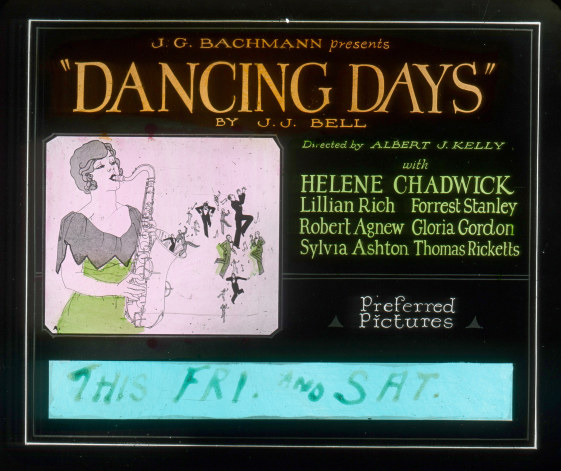 J. G. BACHMANN presents
"DANCING DAYS"
BY J. J. BELL
Directed by ALBERT J. KELLY.
with
HELENE CHADWICK
Lillian Rich Forrest Stanley
Robert Agnew Gloria Gordon
Sylvia Ashton Thomas Ricketts
Preferred
Pictures
THIS FRI. AND SAT.